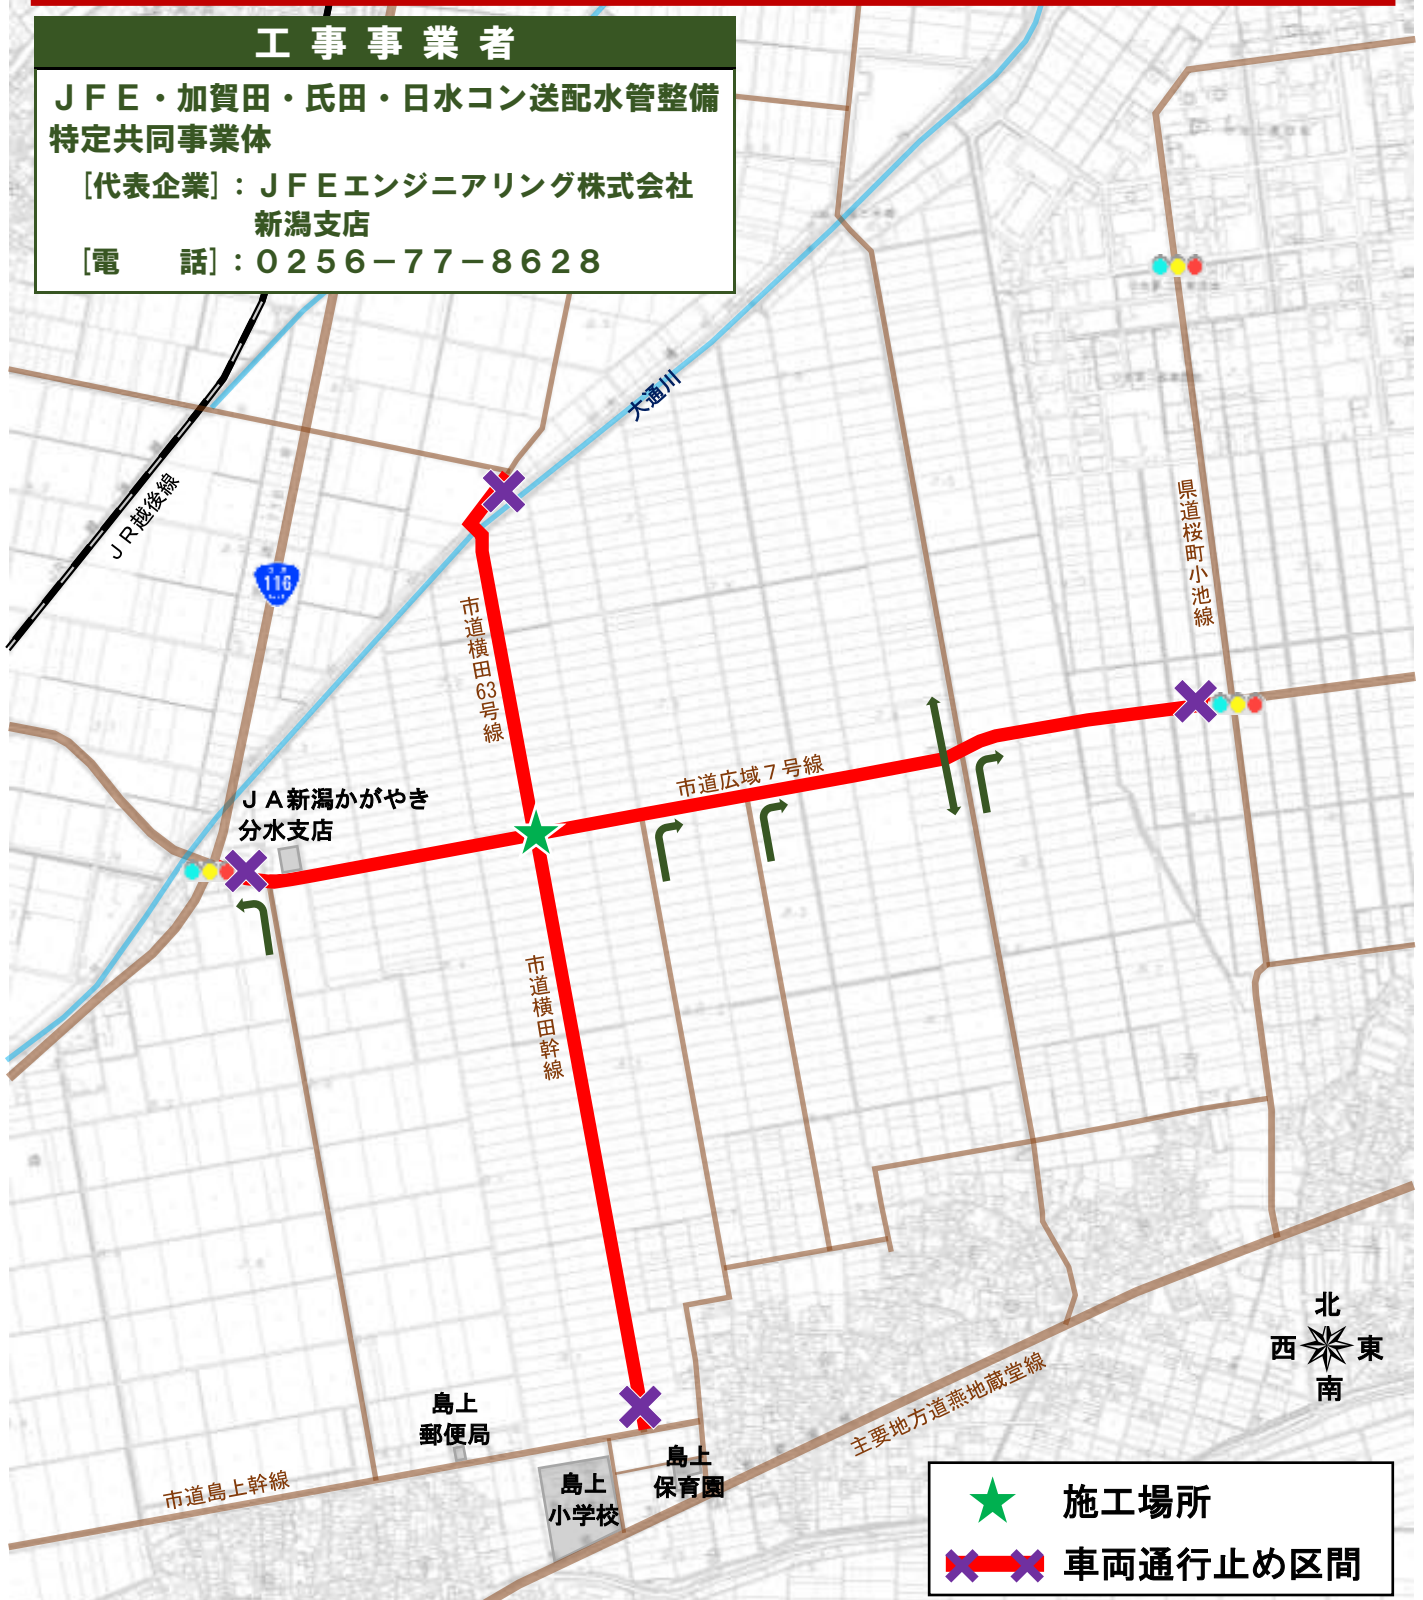 工事事業者
ＪＦＥ・加賀田・氏田・日水コン送配水管整備
特定共同事業体
［代表企業］：ＪＦＥエンジニアリング株式会社
新潟支店
［電　　話］：０２５６－７７－８６２８
大通川
ＪＲ越後線
116
県道桜町小池線
市道横田63号線
市道広域７号線
ＪＡ新潟かがやき
分水支店
市道横田幹線
北
西
東
南
主要地方道燕地蔵堂線
島上
郵便局
島上
保育園
島上
小学校
市道島上幹線
施工場所
車両通行止め区間